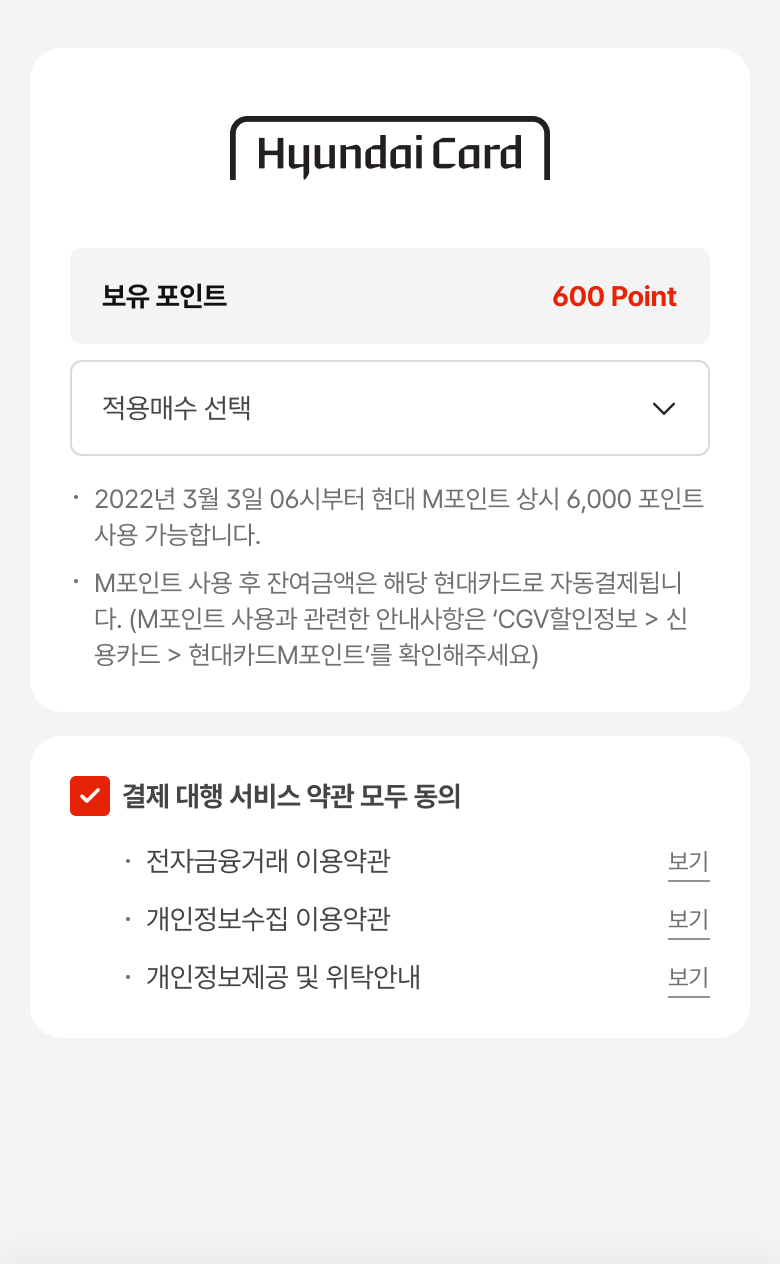 Hyundai Card
보유 포인트 600 Point
적용매수 선택
· 2022년 3월 3일 06시부터 현대 M포인트 상시 6,000 포인트
사용 가능합니다.
· M포인트 사용 후 잔여금액은 해당 현대카드로 자동결제됩니
다. (M포인트 사용과 관련한 안내사항은 ‘CGV할인정보 > 신
용카드 > 현대카드M포인트’를 확인해주세요)
결제 대행 서비스 약관 모두 동의
· 전자금융거래 이용약관 보기
· 개인정보수집 이용약관 보기
· 개인정보제공 및 위탁안내 보기